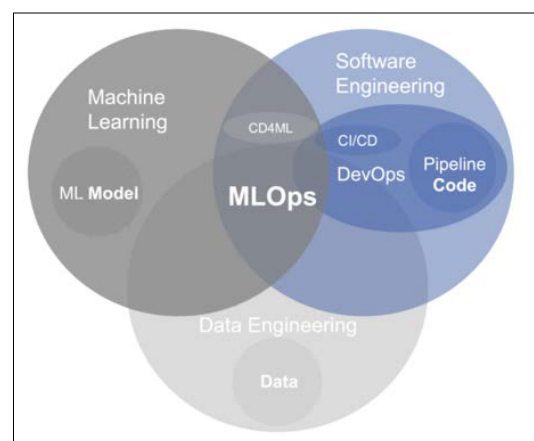 Software
Engineering
Machine
Learning
CD4ML
CI/CD
DevOps
Pipeline
Code
ML Model
MLOps
Data Engineering
Data